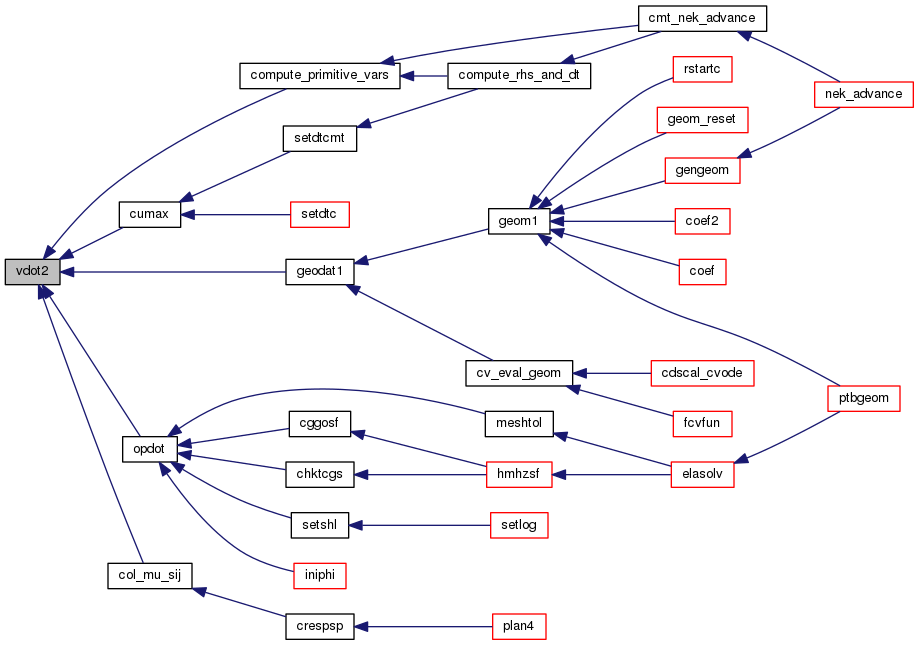 cmt_nek_advance
compute_primitive_vars
compute_rhs_and_dt
rstartc
nek_advance
geom_reset
setdtcmt
gengeom
cumax
setdtc
geom1
coef2
vdot2
geodat1
coef
cv_eval_geom
cdscal_cvode
ptbgeom
cggosf
meshtol
fcvfun
opdot
chktcgs
hmhzsf
elasolv
setshl
setlog
col_mu_sij
iniphi
crespsp
plan4